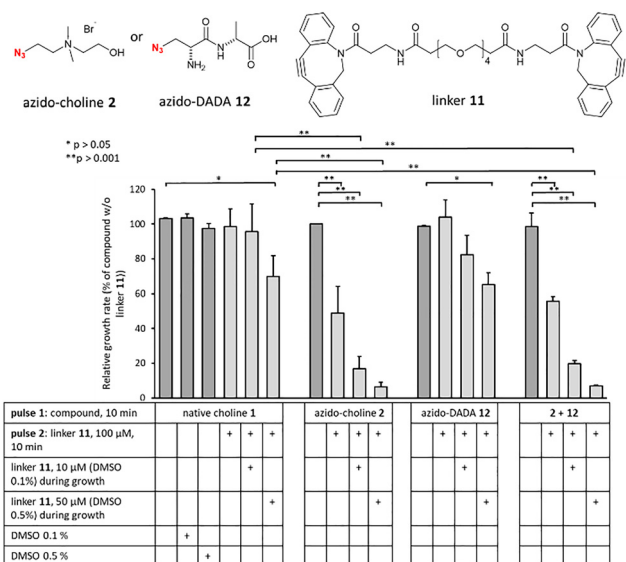 Br-
or
N3
N
OH
azido-choline 2
N3
O
H
N
OH
O
NH2
azido-DADA 12
O
N
N
H
O
O
4
O
N
H
O
N
linker 11
* p > 0.05
**p > 0.001
**
**
**
**
*
**
**
**
*
**
**
**
Relative growth rate (% of compound w/o
linker 11))
120
100
80
60
40
20
0
pulse 1: compound, 10 min
native choline 1
azido-choline 2
azido-DADA 12
2 + 12
pulse 2: linker 11, 100 µM,
10 min
+ + + + + + + + + + + +
linker 11, 10 µM (DMSO
0.1%) during growth
+ + + +
linker 11, 50 µM (DMSO
0.5%) during growth
+ + + +
DMSO 0.1 %
+
DMSO 0.5 %
+